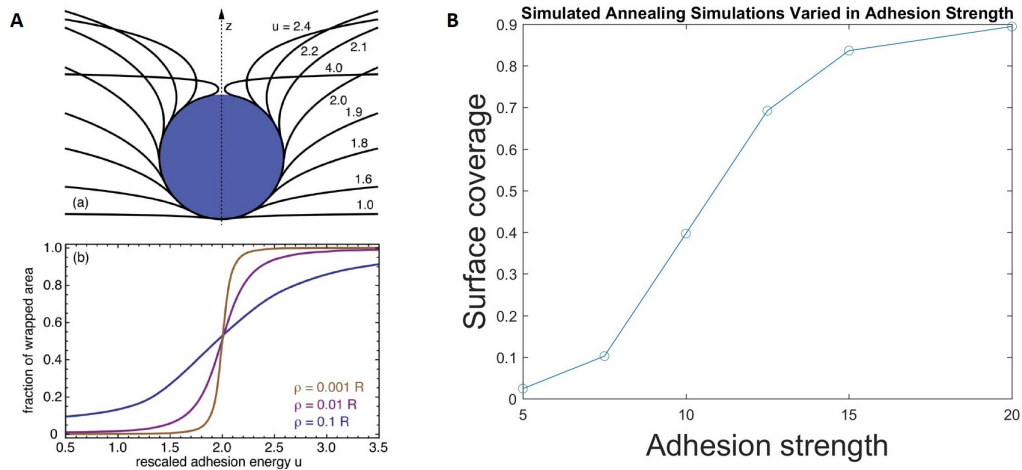 A
z
u = 2.4
2.2
2.1
4.0
2.0
1.9
1.8
1.6
1.0
(a)
(b)
fraction of wrapped area
1.0
0.8
0.6
0.4
0.2
0
ρ = 0.001 R
ρ = 0.01 R
ρ = 0.1 R
0.5 1.0 1.5 2.0 2.5 3.0 3.5
rescaled adhesion energy u
B
Simulated Annealing Simulations Varied in Adhesion Strength
Surface coverage
0.9
0.8
0.7
0.6
0.5
0.4
0.3
0.2
0.1
0
5 10 15 20
Adhesion strength